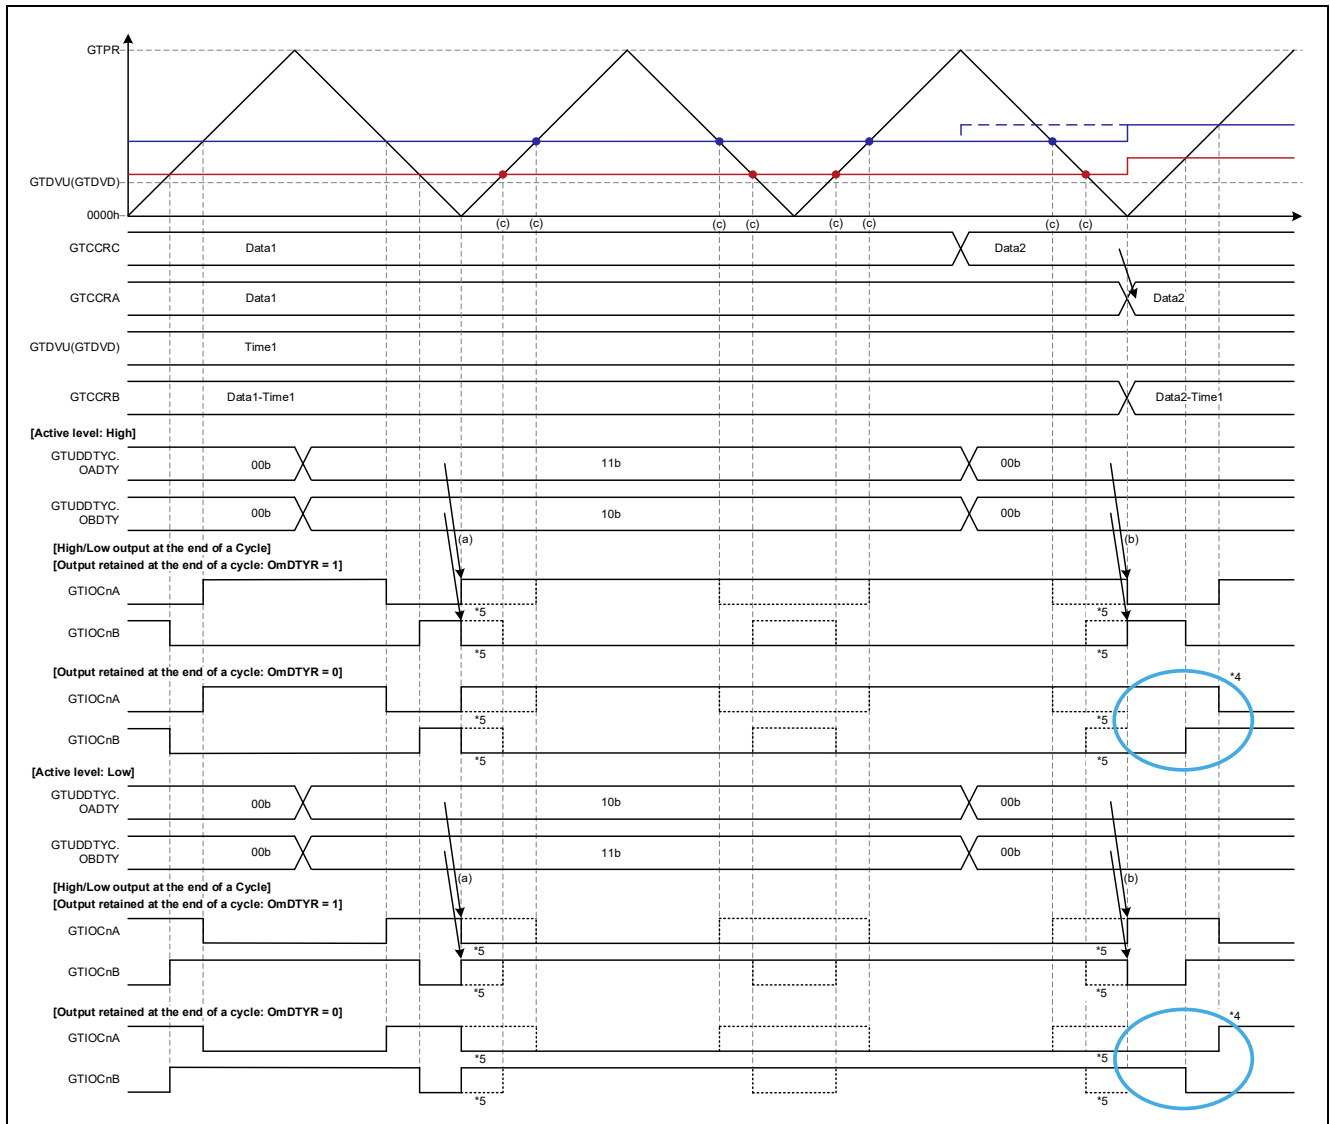 GTPR
GTDVU(GTDVD)
0000h
(c) (c) (c) (c) (c) (c) (c) (c)
GTCCRC Data1 Data2
GTCCRA Data1 Data2
GTDVU(GTDVD) Time1
GTCCRB Data1-Time1 Data2-Time1
[Active level: High]
GTUDDTYC.
OADTY 00b 11b 00b
GTUDDTYC.
OBDTY 00b 10b 00b
(a) (b)
[High/Low output at the end of a Cycle]
[Output retained at the end of a cycle: OmDTYR = 1]
GTIOCnA
*5 *5
GTIOCnB
*5 *5
[Output retained at the end of a cycle: OmDTYR = 0]
*4
GTIOCnA
*5 *5
GTIOCnB
*5 *5
[Active level: Low]
GTUDDTYC.
OADTY 00b 10b 00b
GTUDDTYC.
OBDTY 00b 11b 00b
(a) (b)
[High/Low output at the end of a Cycle]
[Output retained at the end of a cycle: OmDTYR = 1]
GTIOCnA
*5 *5
GTIOCnB
*5 *5
[Output retained at the end of a cycle: OmDTYR = 0]
*4
GTIOCnA
*5 *5
GTIOCnB
*5 *5